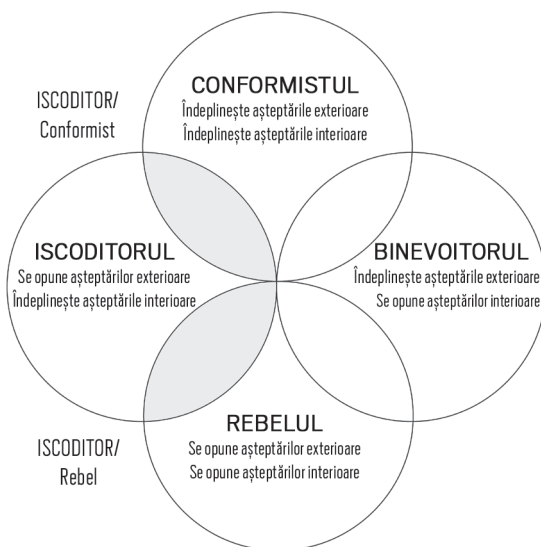 CONFORMISTUL
Îndeplinește așteptările exterioare
Îndeplinește așteptările interioare
ISCODITOR/
Conformist
ISCODITORUL
Se opune așteptărilor exterioare
Îndeplinește așteptările interioare
BINEVOITORUL
Îndeplinește așteptările exterioare
Se opune așteptărilor interioare
REBELUL
Se opune așteptărilor exterioare
Se opune așteptărilor interioare
ISCODITOR/
Rebel